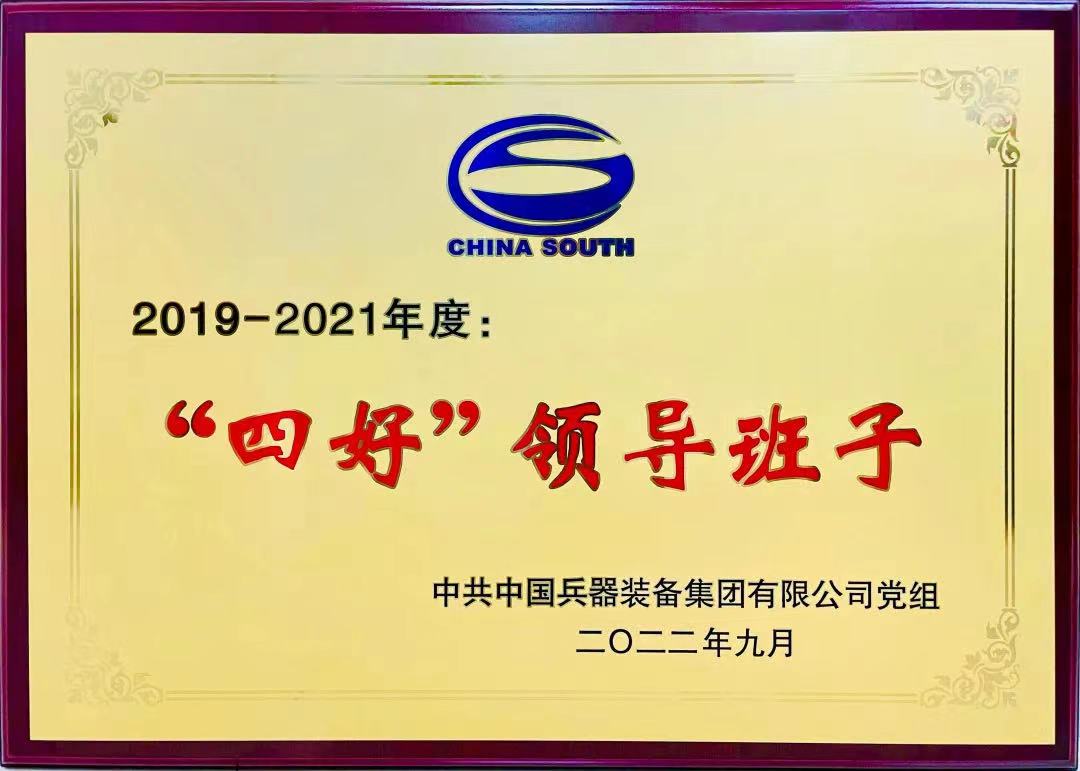 CHINA SOUTH
2019-2021年度：
“四好”领导班子
中共中国兵器装备集团有限公司党组
二〇二二年九月